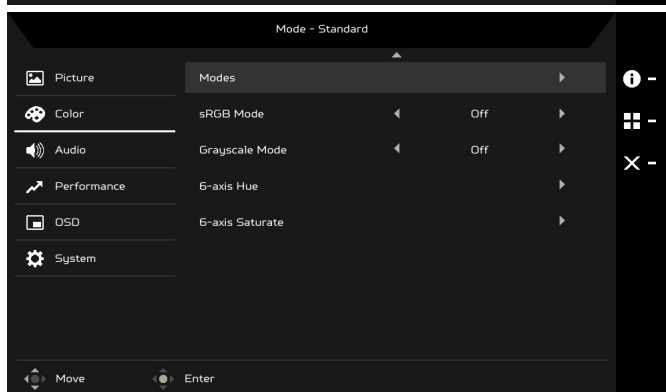 Mode - Standard
Picture
Modes
Color
sRGB Mode
Off
Audio
Grayscale Mode
Off
Performance
6-axis Hue
OSD
6-axis Saturate
System
Move
Enter